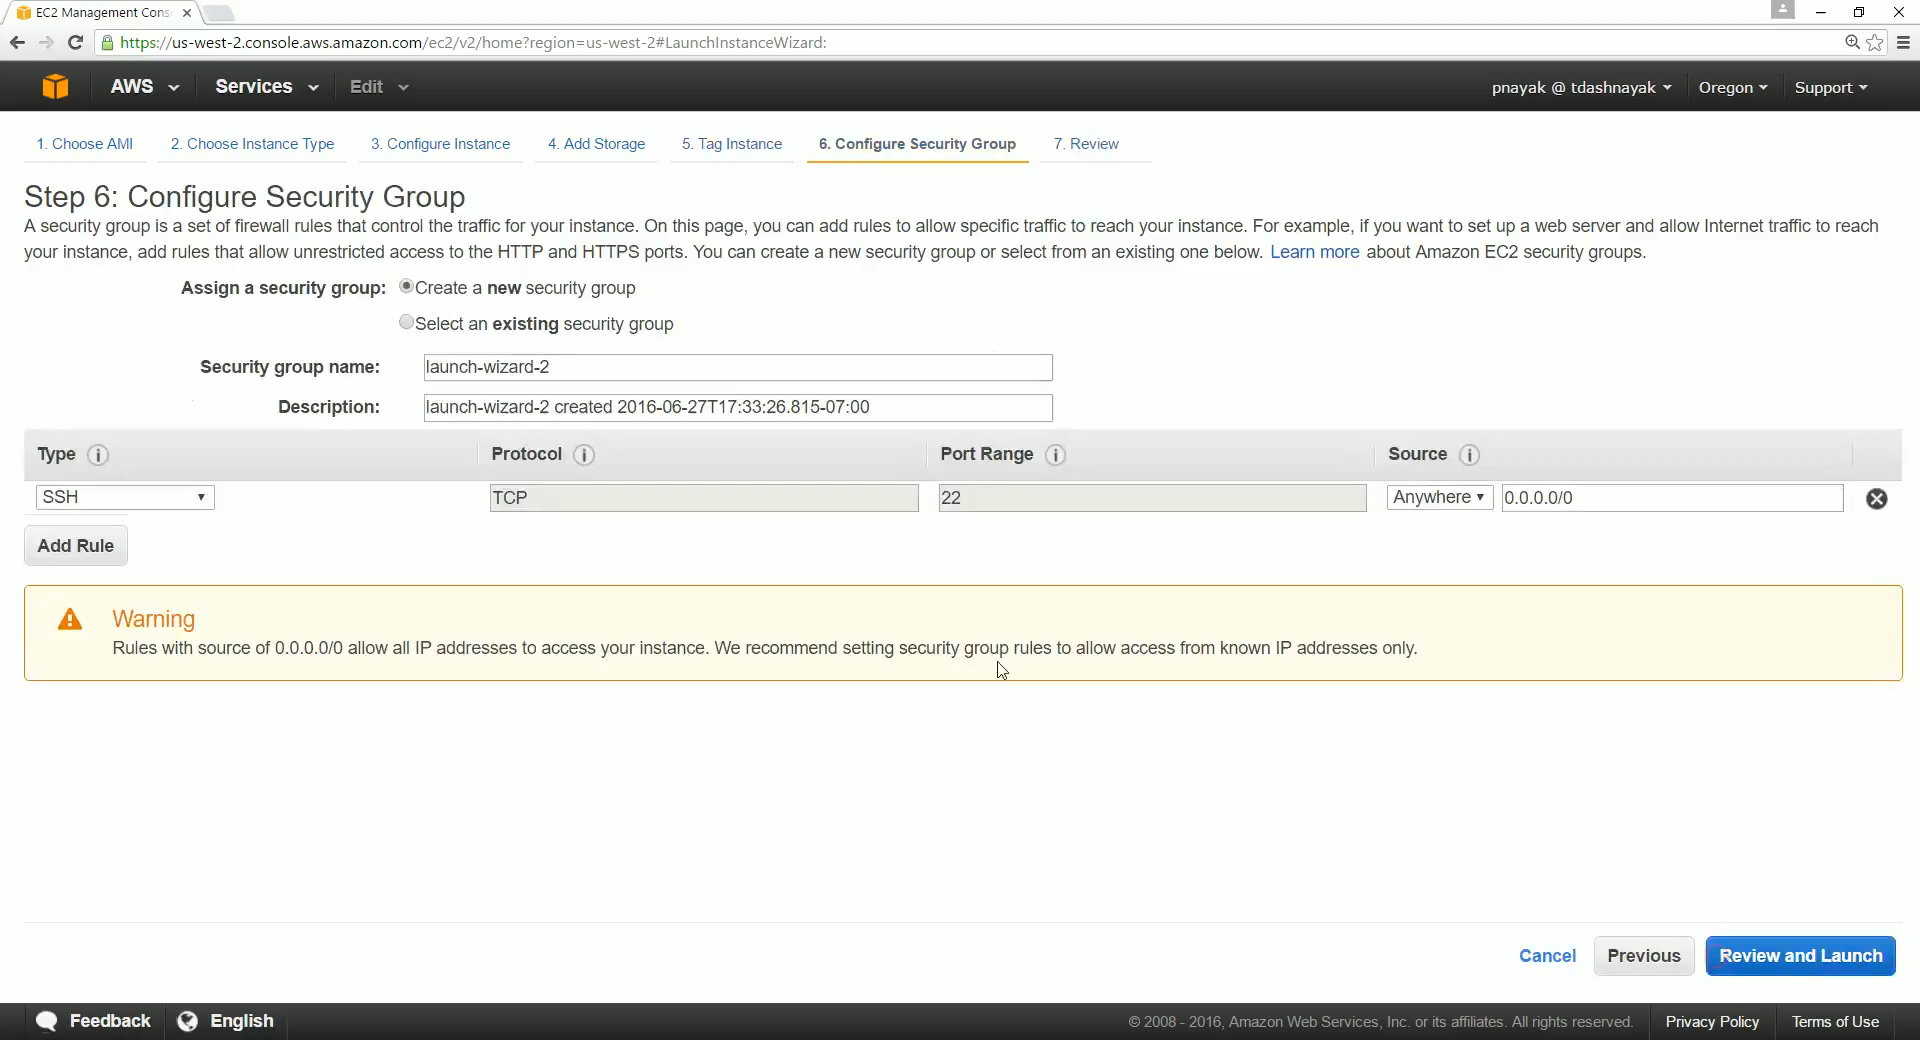 EC2 Management Cons
https://us-west-2.console.aws.amazon.com/ec2/v2/home?region=us-west-2#LaunchInstanceWizard:
AWS Services Edit pnayak @ tdashnayak Oregon Support
1. Choose AMI 2. Choose Instance Type 3. Configure Instance 4. Add Storage 5. Tag Instance 6. Configure Security Group 7. Review
Step 6: Configure Security Group
A security group is a set of firewall rules that control the traffic for your instance. On this page, you can add rules to allow specific traffic to reach your instance. For example, if you want to set up a web server and allow Internet traffic to reach
your instance, add rules that allow unrestricted access to the HTTP and HTTPS ports. You can create a new security group or select from an existing one below. Learn more about Amazon EC2 security groups.
Assign a security group: Create a new security group
Select an existing security group
Security group name: launch-wizard-2
Description: launch-wizard-2 created 2016-06-27T17:33:26.815-07:00
Type Protocol Port Range Source
SSH TCP 22 Anywhere 0.0.0.0/0
Add Rule
Warning
Rules with source of 0.0.0.0/0 allow all IP addresses to access your instance. We recommend setting security group rules to allow access from known IP addresses only.
Cancel Previous Review and Launch
Feedback English © 2008 - 2016, Amazon Web Services, Inc. or its affiliates. All rights reserved. Privacy Policy Terms of Use